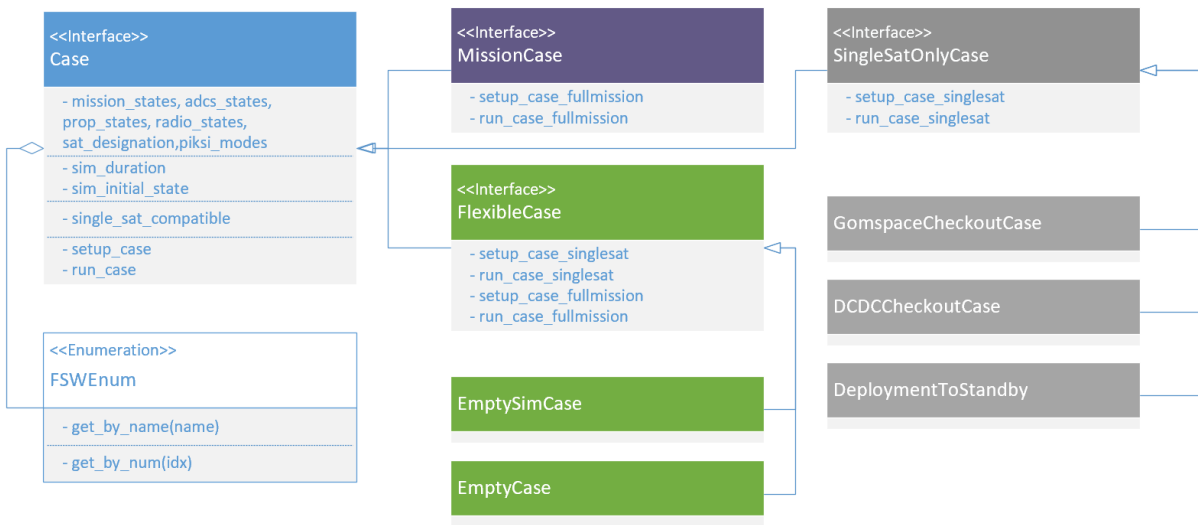 <<Interface>>
Case
- mission_states, adcs_states,
prop_states, radio_states,
sat_designation,piksi_modes
- sim_duration
- sim_initial_state
- single_sat_compatible
- setup_case
- run_case
<<Enumeration>>
FSWEnum
- get_by_name(name)
- get_by_num(idx)
<<Interface>>
MissionCase
- setup_case_fullmission
- run_case_fullmission
<<Interface>>
FlexibleCase
- setup_case_singlesat
- run_case_singlesat
- setup_case_fullmission
- run_case_fullmission
EmptySimCase
EmptyCase
<<Interface>>
SingleSatOnlyCase
- setup_case_singlesat
- run_case_singlesat
GomspaceCheckoutCase
DCDCCheckoutCase
DeploymentToStandby